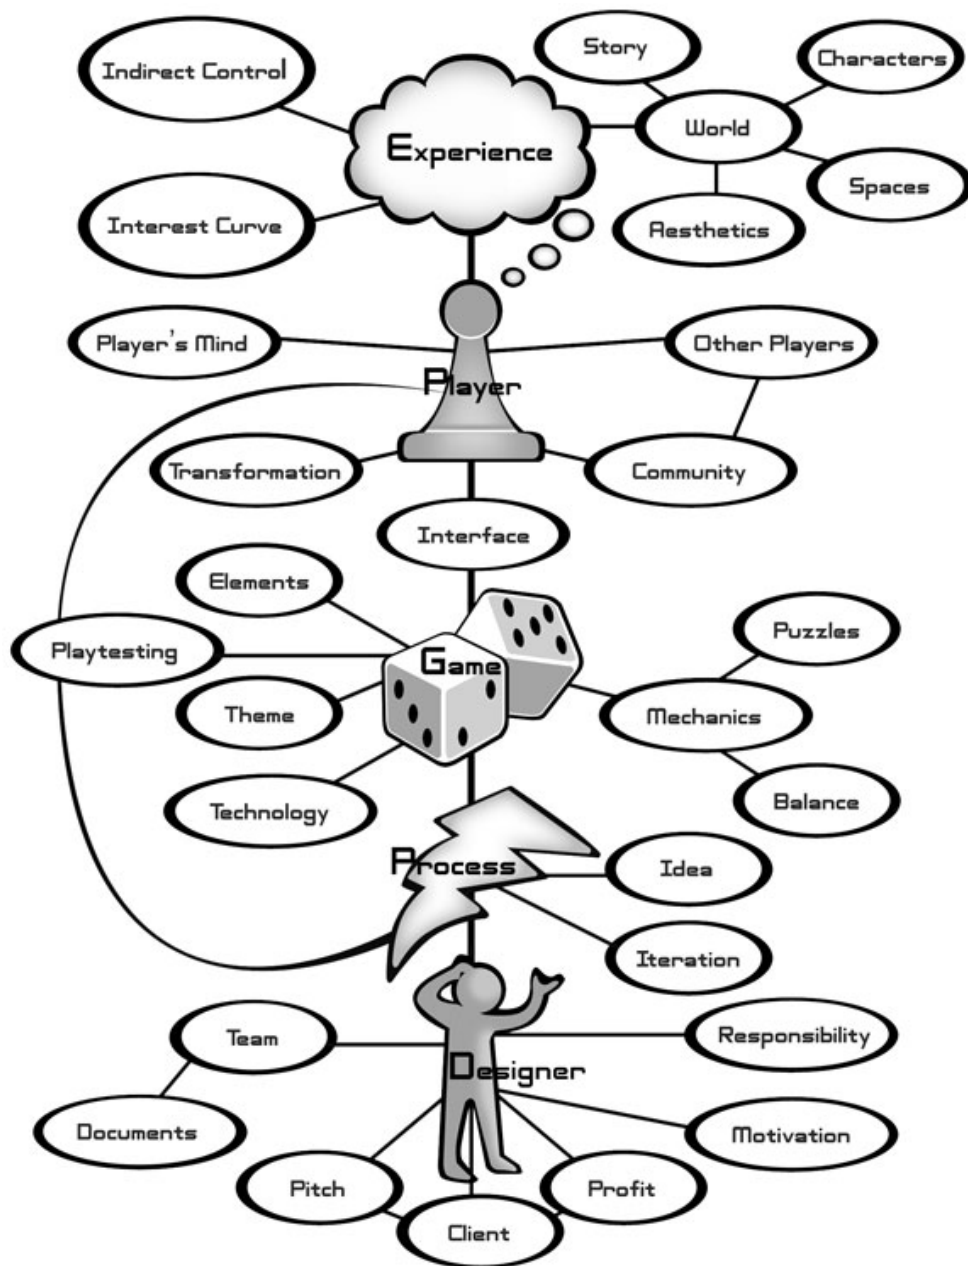 Story
Characters
Indirect Control
World
Experience
Spaces
Interest Curve
Aesthetics
Player's Mind
Other Players
Player
Transformation
Community
Interface
Elements
Puzzles
Playtesting
Game
Theme
Mechanics
Technology
Balance
Process
Idea
Iteration
Team
Responsibility
Designer
Documents
Motivation
Pitch
Profit
Client